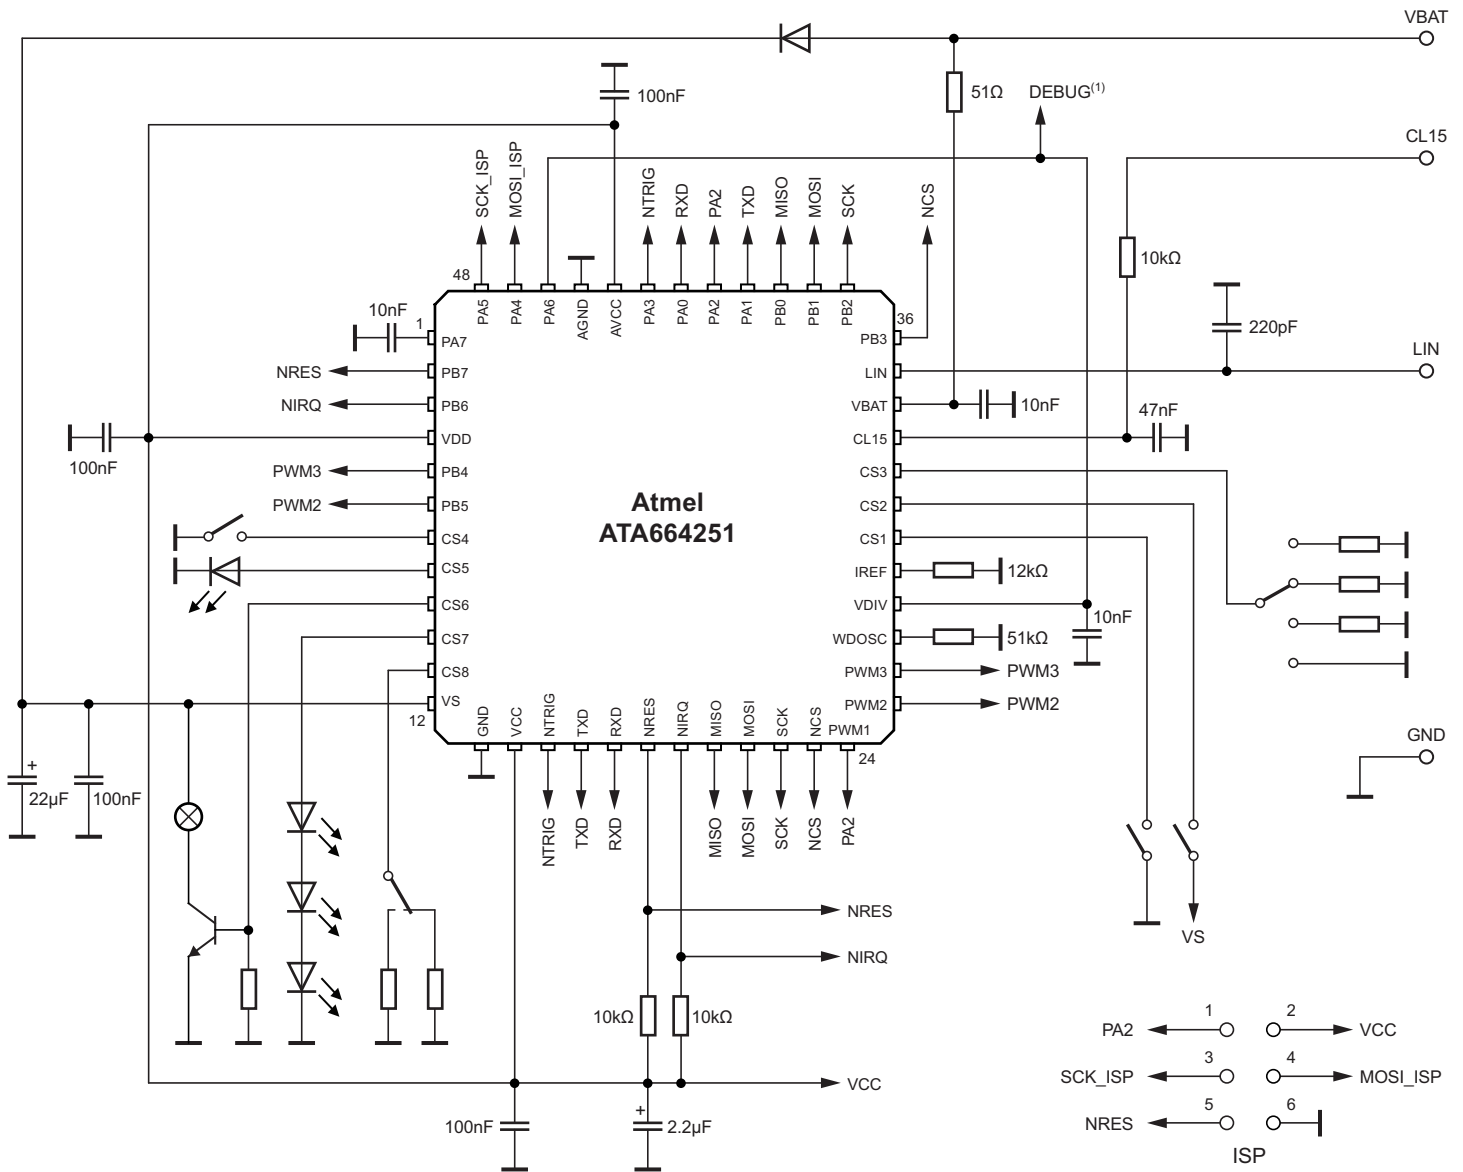 VBAT
51Ω
DEBUG(1)
100nF
CL15
SCK_ISP
MOSI_ISP
NTRIG
RXD
PA2
TXD
MISO
MOSI
SCK
NCS
10kΩ
48
10nF
1
PA5
PA4
PA6
AGND
AVCC
PA3
PA0
PA2
PA1
PB0
PB1
PB2
36
220pF
PA7
PB3
LIN
NRES
PB7
LIN
NIRQ
PB6
VBAT
10nF
47nF
100nF
VDD
CL15
PWM3
PB4
CS3
PWM2
PB5
Atmel
ATA664251
CS2
CS4
CS1
CS5
IREF
12kΩ
CS6
VDIV
10nF
CS7
WDOSC
51kΩ
CS8
PWM3
PWM3
VS
PWM2
PWM2
12
GND
VCC
NTRIG
TXD
RXD
NRES
NIRQ
MISO
MOSI
SCK
NCS
PWM1
24
GND
+
22µF
100nF
NTRIG
TXD
RXD
MISO
MOSI
SCK
NCS
PA2
NRES
VS
NIRQ
10kΩ
10kΩ
1
2
PA2
VCC
3
4
SCK_ISP
MOSI_ISP
VCC
5
6
NRES
100nF
+
2.2µF
ISP